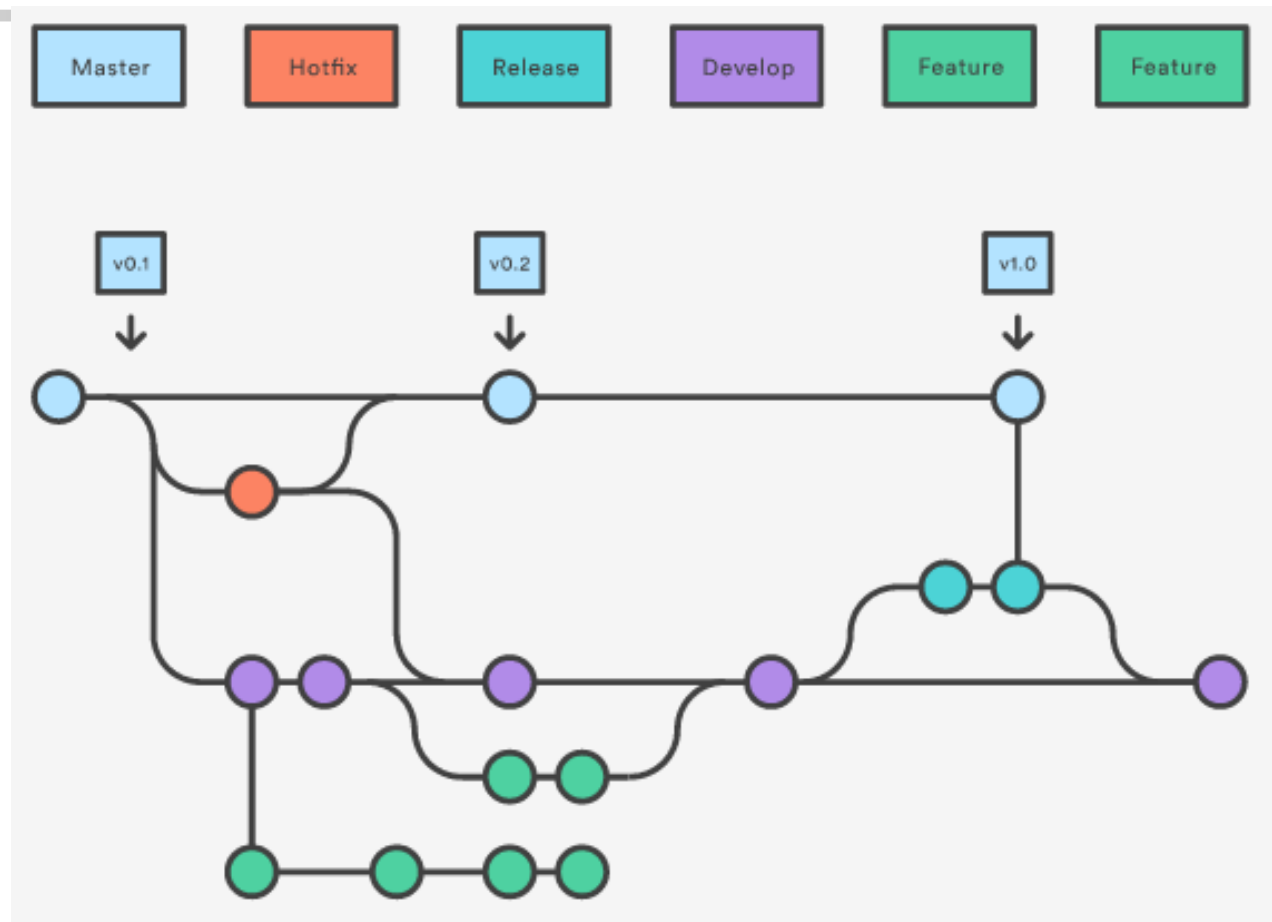 Master
Hotfix
Release
Develop
Feature
Feature
v0.1
v0.2
v1.0